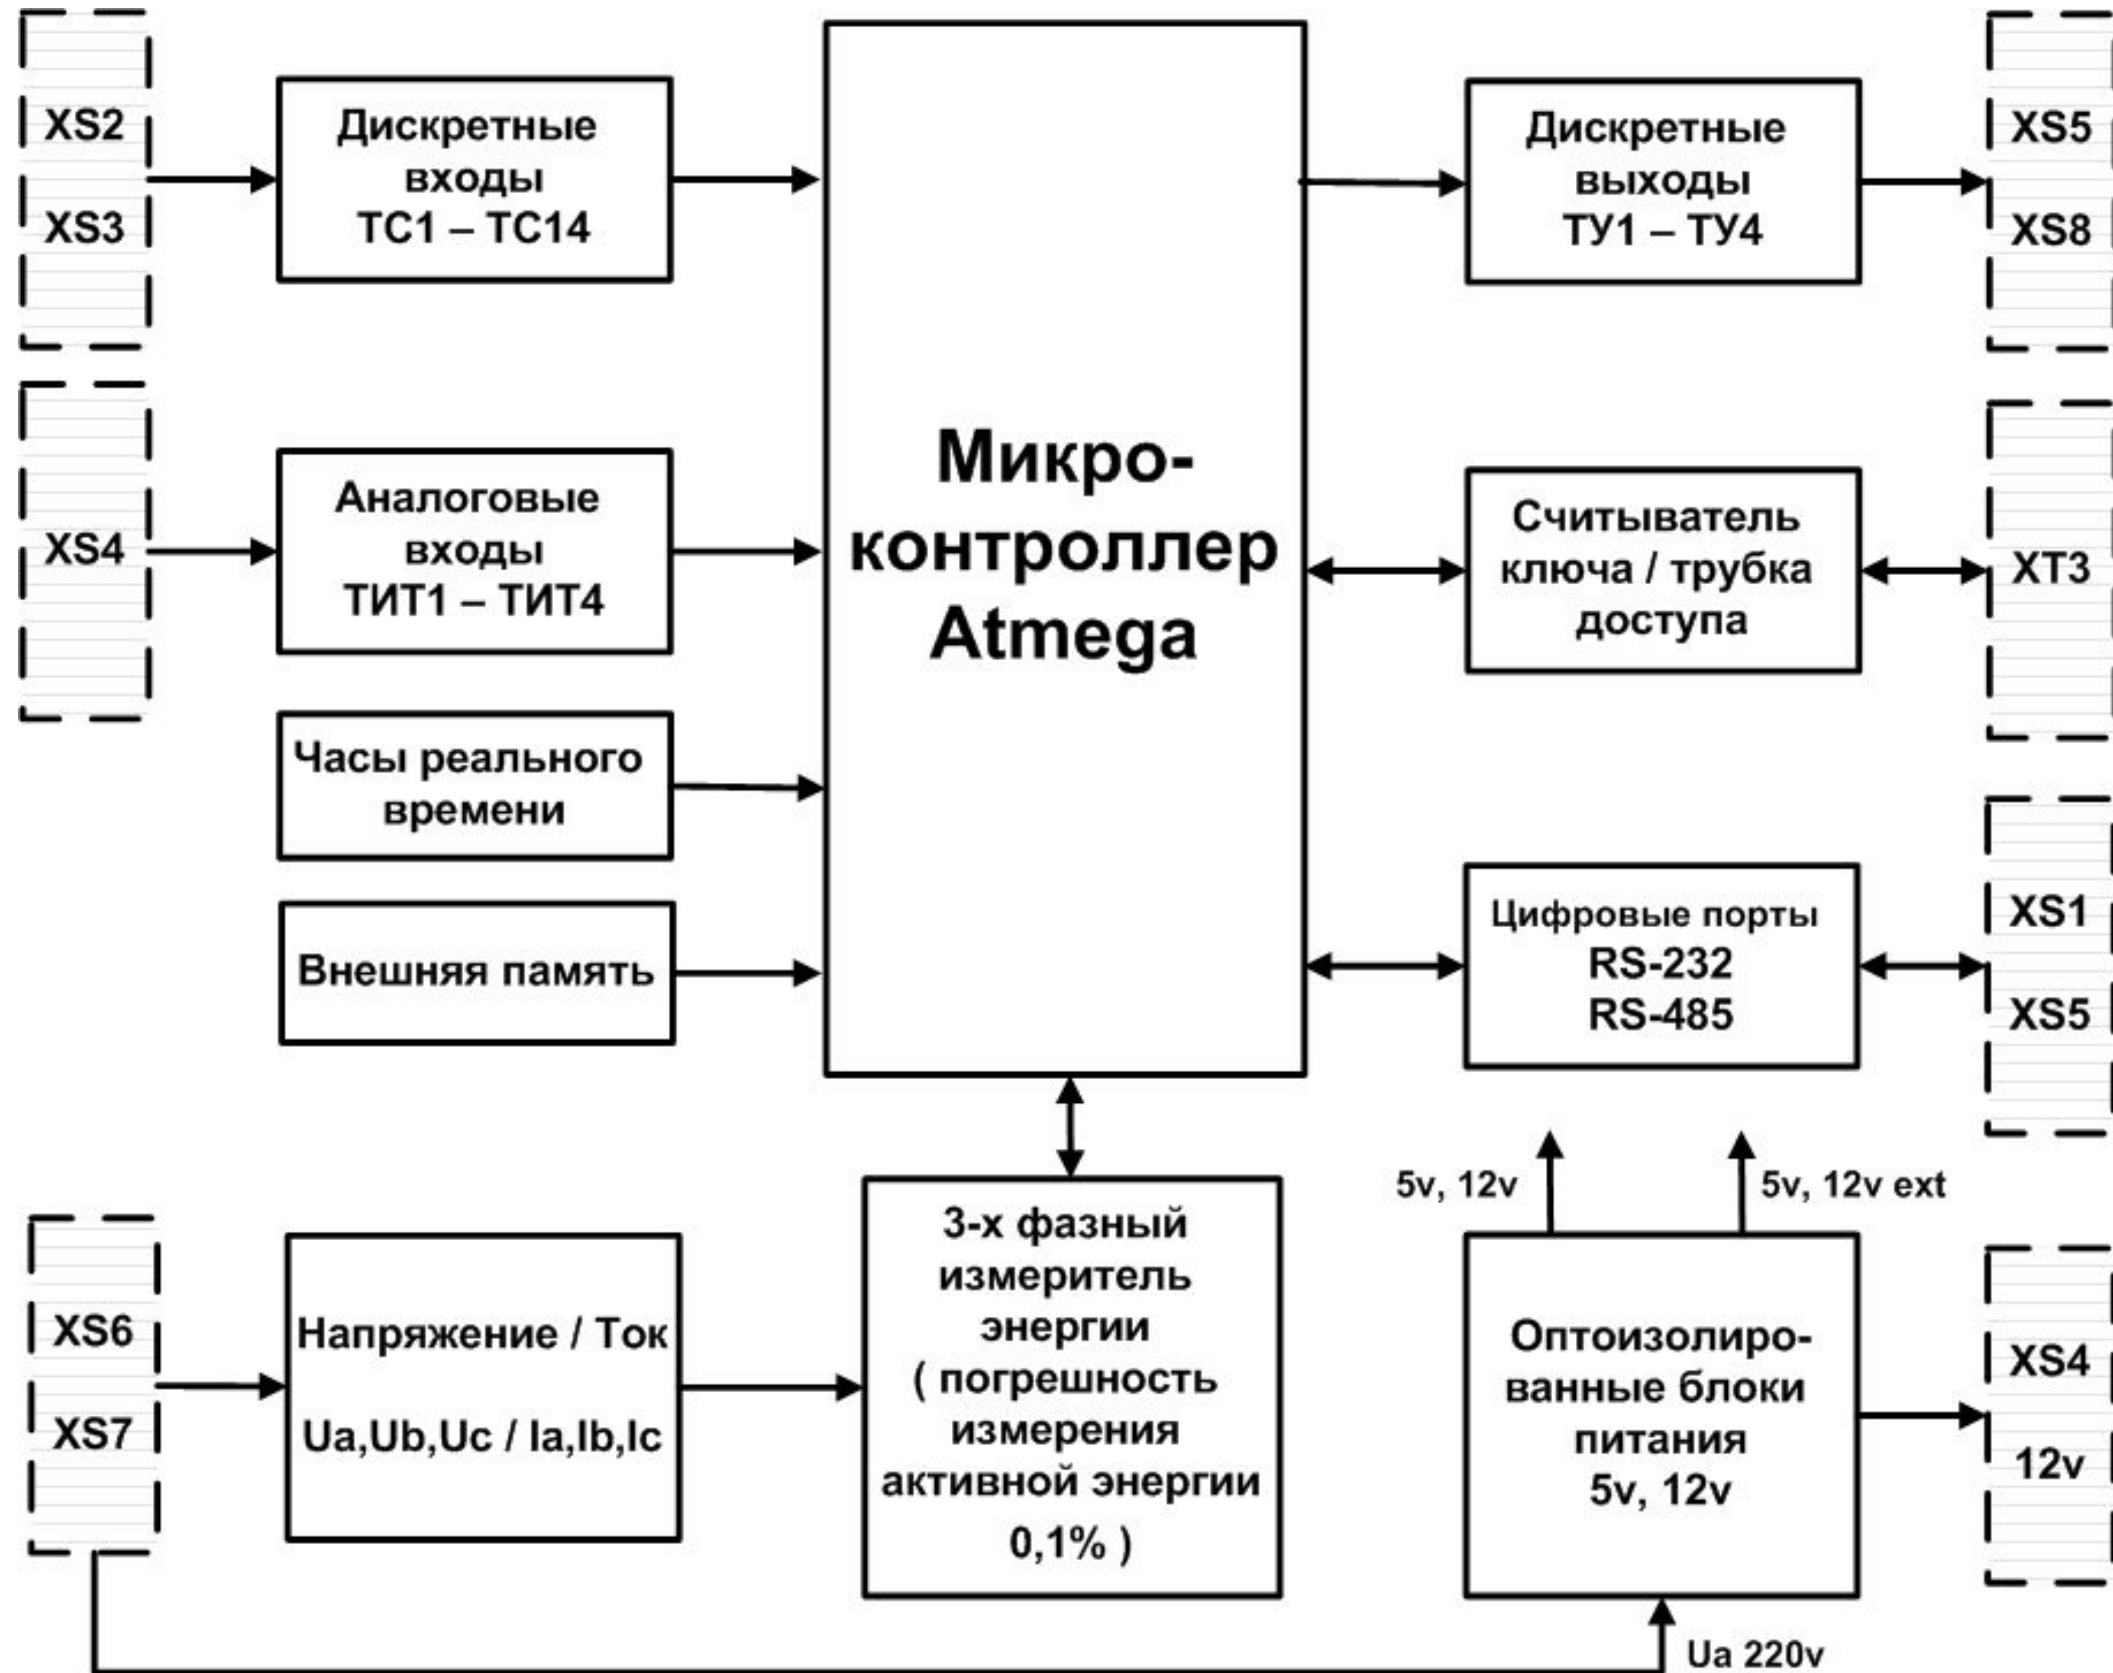 XS2
XS3
Дискретные
входы
ТС1 – ТС14
XS4
Аналоговые
входы
ТИТ1 – ТИТ4
Часы реального
времени
Внешняя память
Микро-
контроллер
Atmega
Дискретные
выходы
ТУ1 – ТУ4
XS5
XS8
Считыватель
ключа / трубка
доступа
XT3
Цифровые порты
RS-232
RS-485
XS1
XS5
XS6
XS7
Напряжение / Ток
Ua,Ub,Uc / Ia,Ib,Ic
3-х фазный
измеритель
энергии
( погрешность
измерения
активной энергии
0,1% )
5v, 12v
5v, 12v ext
Оптоизолиро-
ванные блоки
питания
5v, 12v
XS4
12v
Ua 220v